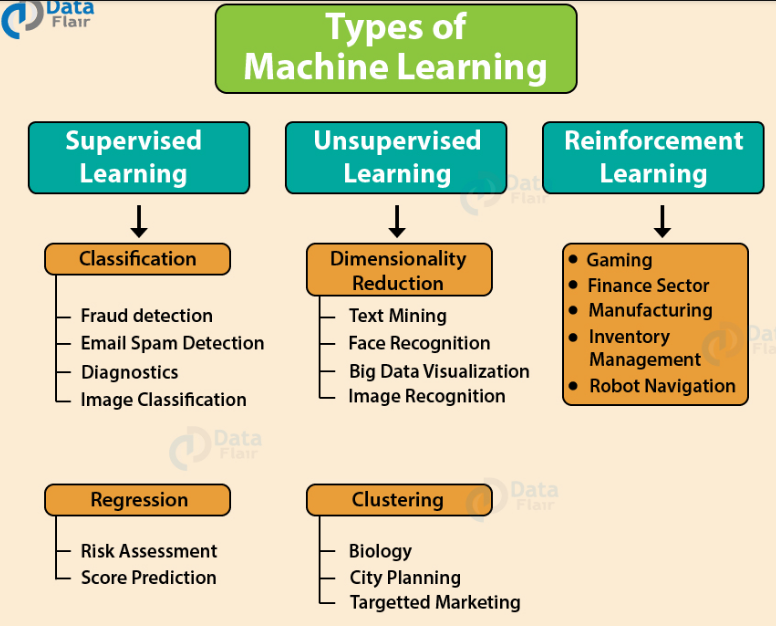 Data
Flair
Types of
Machine Learning
Supervised
Learning
Classification
Fraud detection
Email Spam Detection
Diagnostics
Image Classification
Regression
Risk Assessment
Score Prediction
Unsupervised
Learning
Dimensionality
Reduction
Text Mining
Face Recognition
Big Data Visualization
Image Recognition
Clustering
Biology
City Planning
Targetted Marketing
Reinforcement
Learning
Gaming
Finance Sector
Manufacturing
Inventory
Management
Robot Navigation
Data
Flair
Data
Flair
Data
Flair